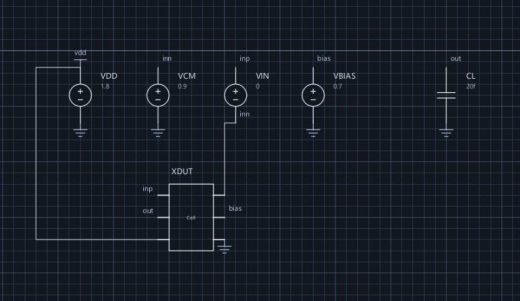 vdd
inn
inp
bias
out
VDD
1.8
VCM
0.9
VIN
0
VBIAS
0.7
CL
20f
inn
XDUT
inp
out
bias
Cell